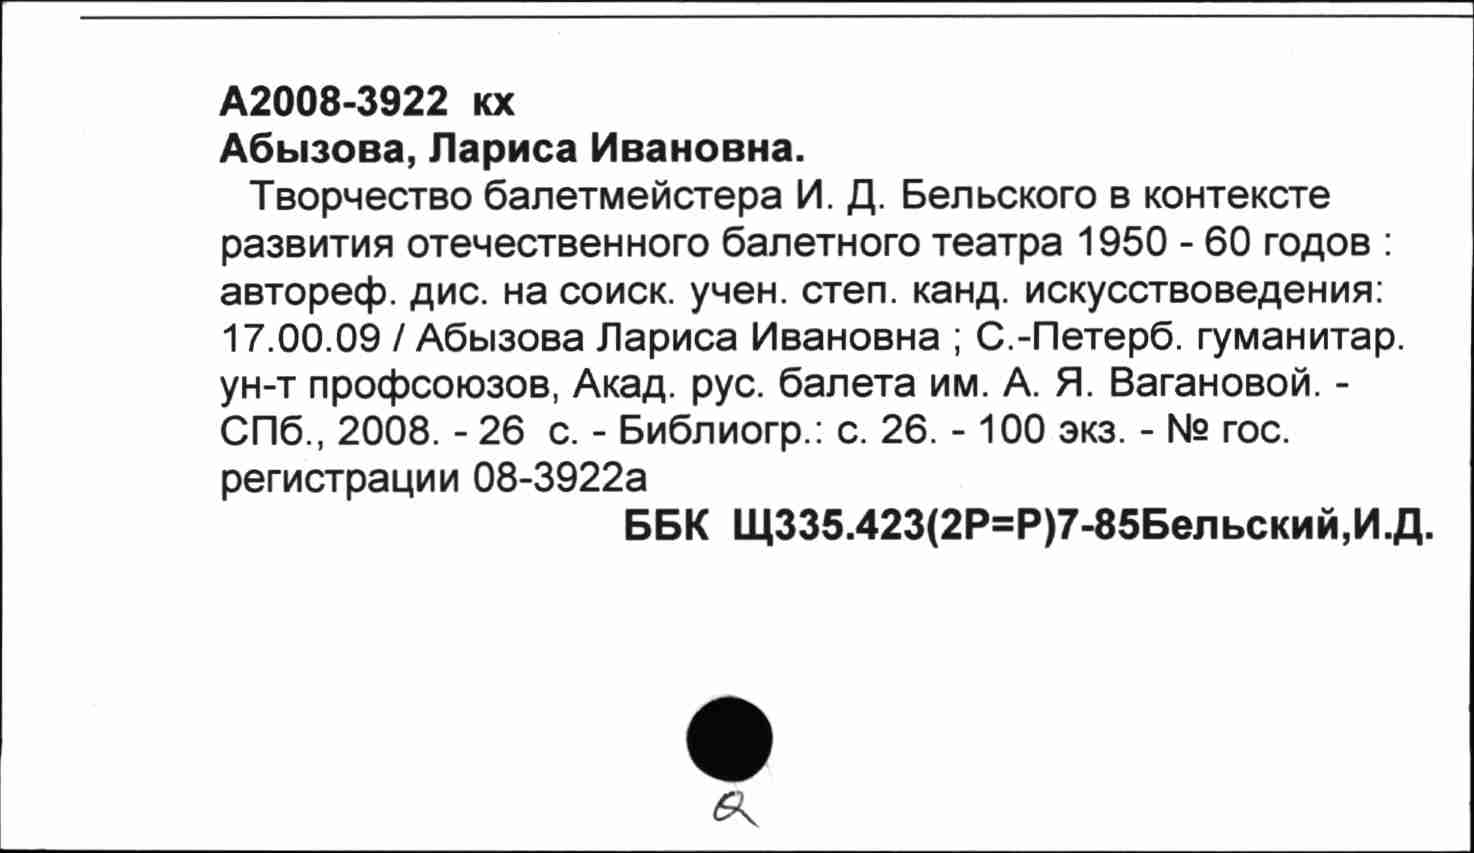 А2008-3922 кх
Абызова, Лариса Ивановна.
Творчество балетмейстера И. Д. Бельского в контексте
развития отечественного балетного театра 1950 - 60 годов :
автореф. дис. на соиск. учен. степ. канд. искусствоведения:
17.00.09 / Абызова Лариса Ивановна ; С.-Петерб. гуманитар.
ун-т профсоюзов, Акад. рус. балета им. А. Я. Вагановой. -
СПб., 2008. - 26 с. - Библиогр.: с. 26. - 100 экз. - № гос.
регистрации 08-3922а
ББК Щ335.423(2Р=Р)7-85Бельский,И.Д.